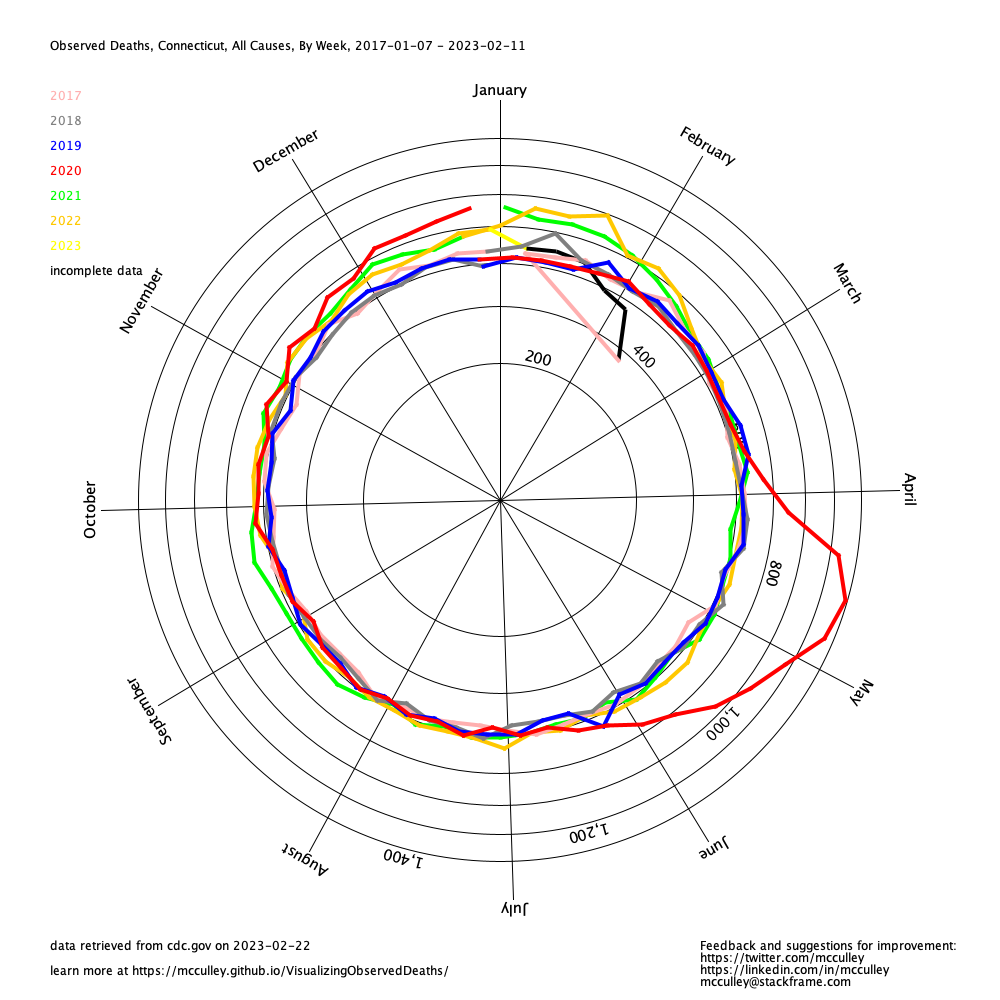 Observed Deaths, Connecticut, All Causes, By Week, 2017-01-07 - 2023-02-11
2017
2018
2019
2020
2021
2022
2023
incomplete data
January
February
March
April
May
June
July
August
September
October
November
December
200
400
800
1,000
1,200
1,400
data retrieved from cdc.gov on 2023-02-22
learn more at https://mcculley.github.io/VisualizingObservedDeaths/
Feedback and suggestions for improvement:
https://twitter.com/mcculley
https://linkedin.com/in/mcculley
mcculley@stackframe.com